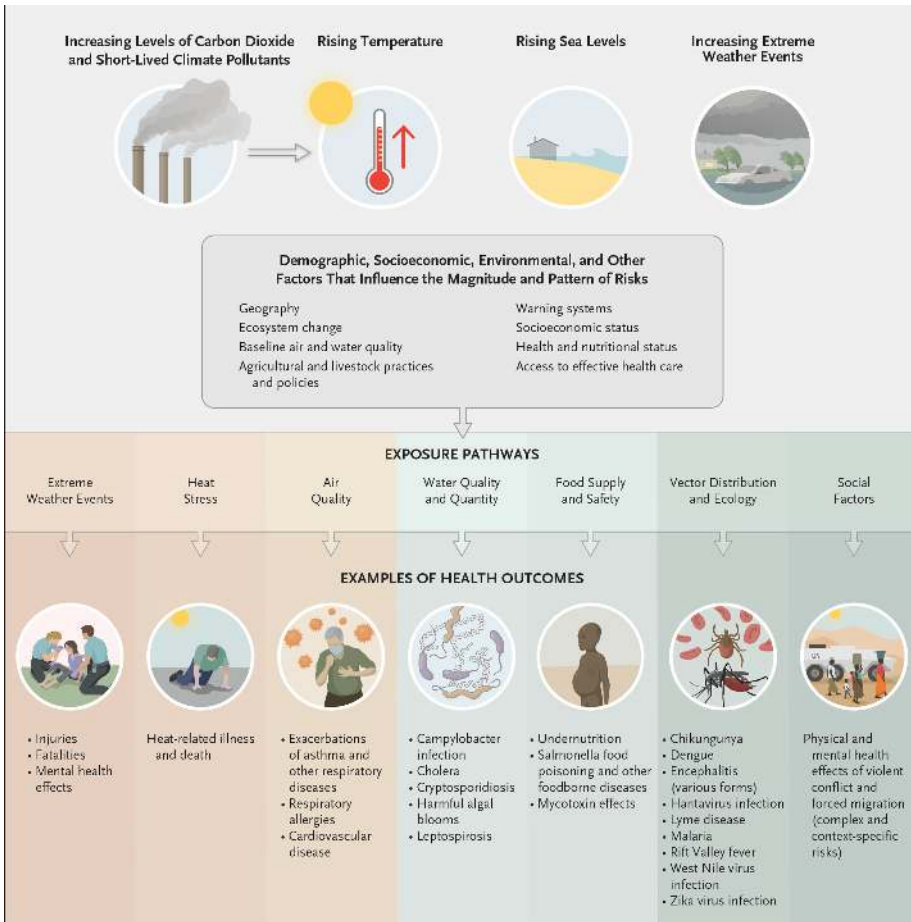 Increasing Levels of Carbon Dioxide
and Short-Lived Climate Pollutants
Rising Temperature
Rising Sea Levels
Increasing Extreme
Weather Events
Demographic, Socioeconomic, Environmental, and Other
Factors That Influence the Magnitude and Pattern of Risks
Geography
Ecosystem change
Baseline air and water quality
Agricultural and livestock practices
and policies
Warning systems
Socioeconomic status
Health and nutritional status
Access to effective health care
EXPOSURE PATHWAYS
Extreme
Weather Events
Heat
Stress
Air
Quality
Water Quality
and Quantity
Food Supply
and Safety
Vector Distribution
and Ecology
Social
Factors
EXAMPLES OF HEALTH OUTCOMES
• Injuries
• Fatalities
• Mental health
effects
Heat-related illness
and death
• Exacerbations
of asthma and
other respiratory
diseases
• Respiratory
allergies
• Cardiovascular
disease
• Campylobacter
infection
• Cholera
• Cryptosporidiosis
• Harmful algal
blooms
• Leptospirosis
• Undernutrition
• Salmonella food
poisoning and other
foodborne diseases
• Mycotoxin effects
• Chikungunya
• Dengue
• Encephalitis
(various forms)
• Hantavirus infection
• Lyme disease
• Malaria
• Rift Valley fever
• West Nile virus
infection
• Zika virus infection
Physical and
mental health
effects of violent
conflict and
forced migration
(complex and
context-specific
risks)